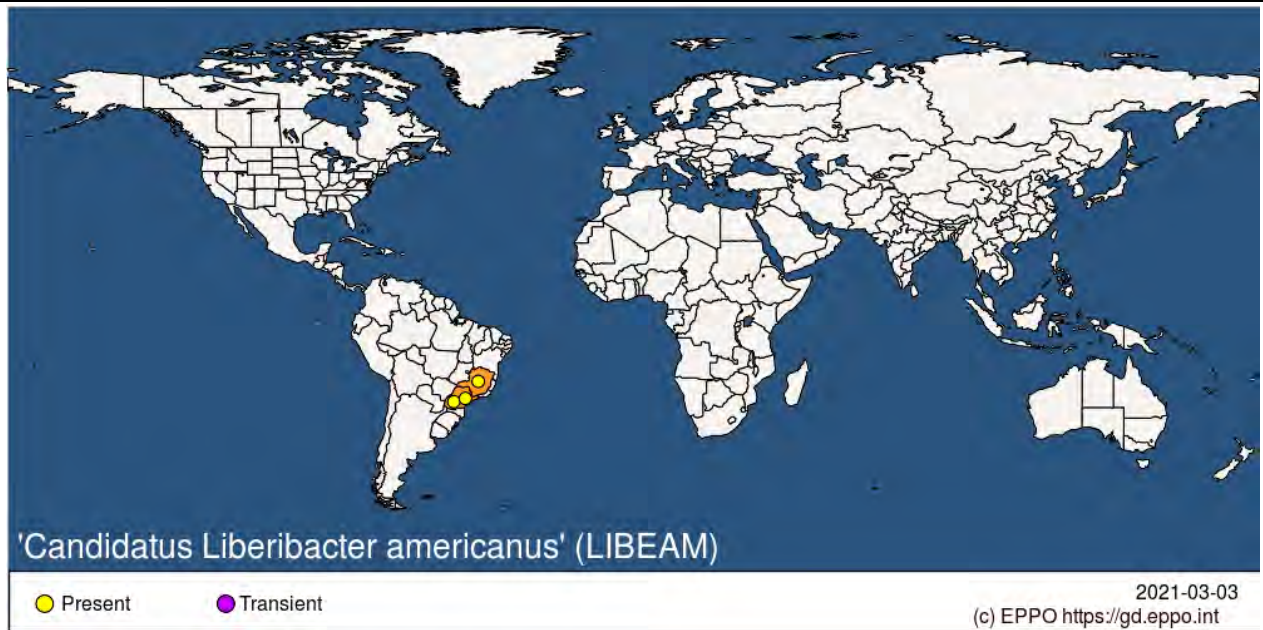 'Candidatus Liberibacter americanus' (LIBEAM)
Present
Transient
2021-03-03
(c) EPPO https://gd.eppo.int